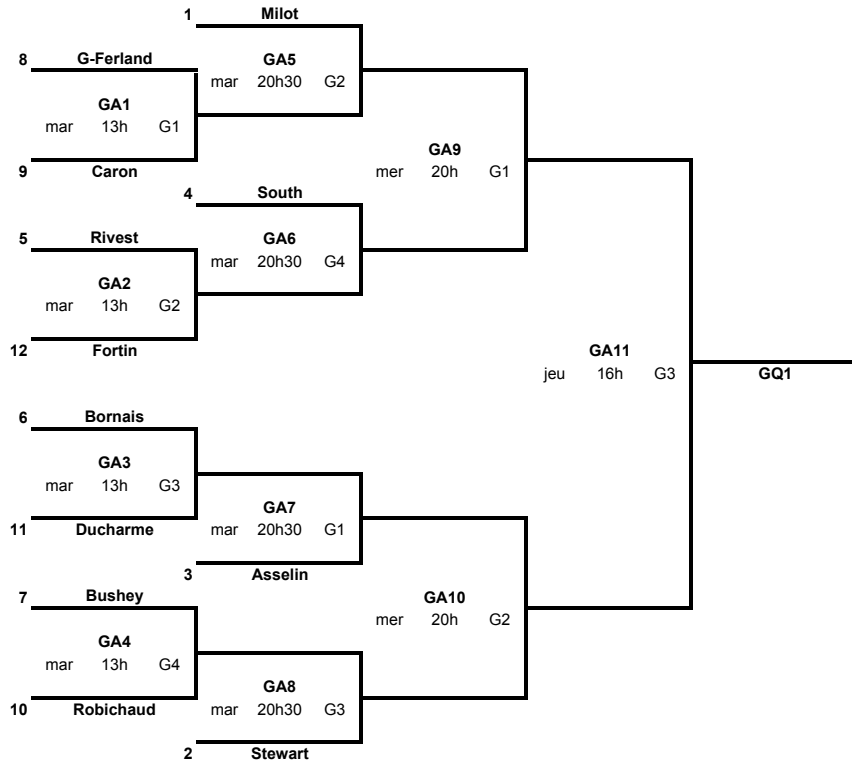 1 Milot
8 G-Ferland GA5
mar 20h30 G2
GA1
mar 13h G1
GA9
9 Caron mer 20h G1
4 South
5 Rivest GA6
mar 20h30 G4
GA2
mar 13h G2
12 Fortin GA11
jeu 16h G3 GQ1
6 Bornais
GA3
mar 13h G3
GA7
11 Ducharme mar 20h30 G1
3 Asselin
7 Bushey GA10
mer 20h G2
GA4
mar 13h G4
GA8
10 Robichaud mar 20h30 G3
2 Stewart